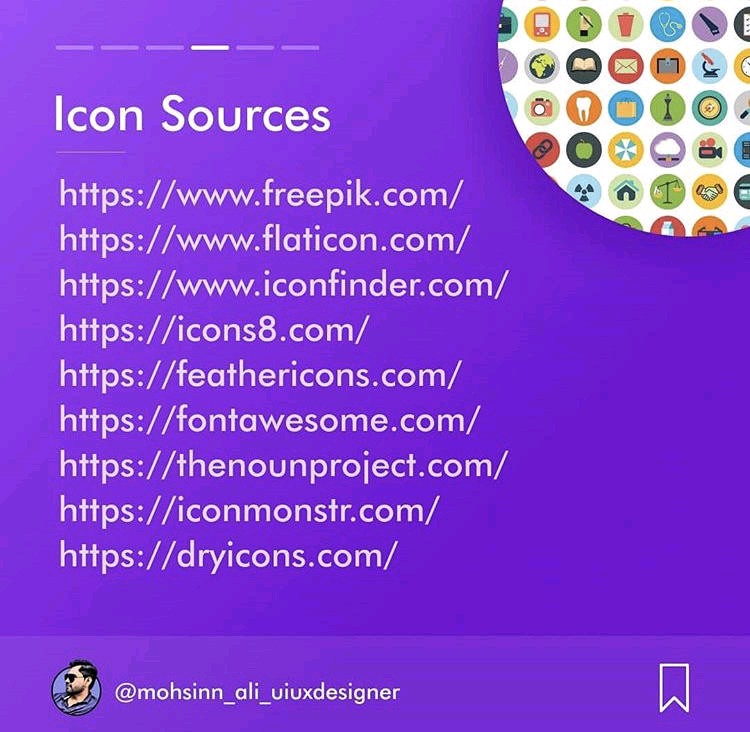 Icon Sources
https://www.freepik.com/
https://www.flaticon.com/
https://www.iconfinder.com/
https://icons8.com/
https://feathericons.com/
https://fontawesome.com/
https://thenounproject.com/
https://iconmonstr.com/
https://dryicons.com/
@mohsinn_ali_uiuxdesigner